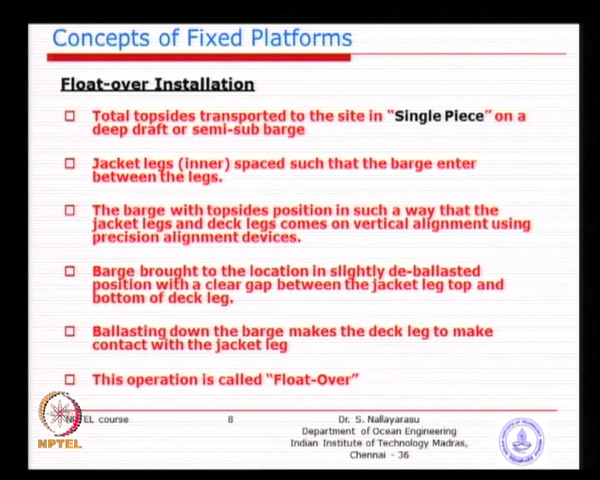 Concepts of Fixed Platforms
Float-over Installation
Total topsides transported to the site in "Single Piece" on a
deep draft or semi-sub barge
Jacket legs (inner) spaced such that the barge enter
between the legs.
The barge with topsides position in such a way that the
jacket legs and deck legs comes on vertical alignment using
precision alignment devices.
Barge brought to the location in slightly de-ballasted
position with a clear gap between the jacket leg top and
bottom of deck leg.
Ballasting down the barge makes the deck leg to make
contact with the jacket leg
This operation is called "Float-Over"
NPTEL course
8
Dr. S. Nallayarasu
Department of Ocean Engineering
Indian Institute of Technology Madras,
Chennai - 36
NPTEL